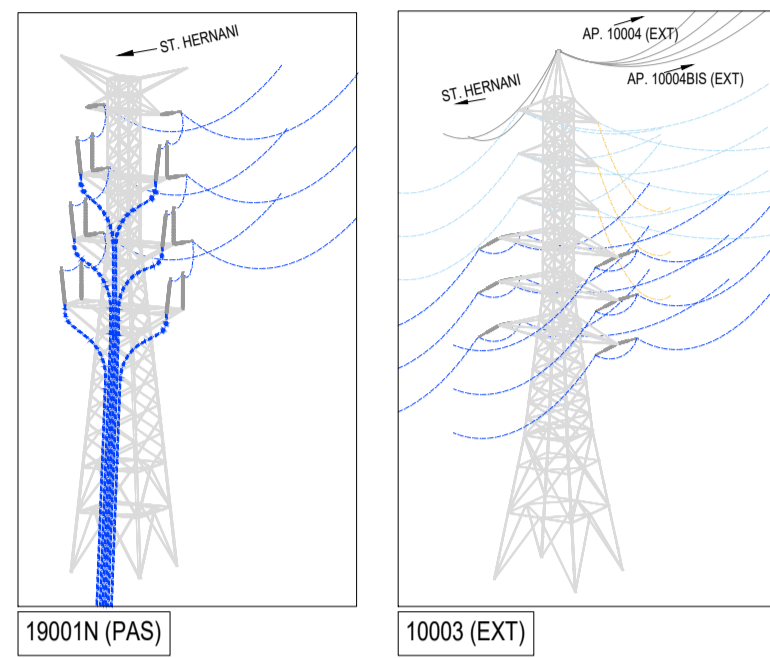 ST. HERNANI
19001N (PAS)
AP. 10004 (EXT)
AP. 10004BIS (EXT)
ST. HERNANI
10003 (EXT)